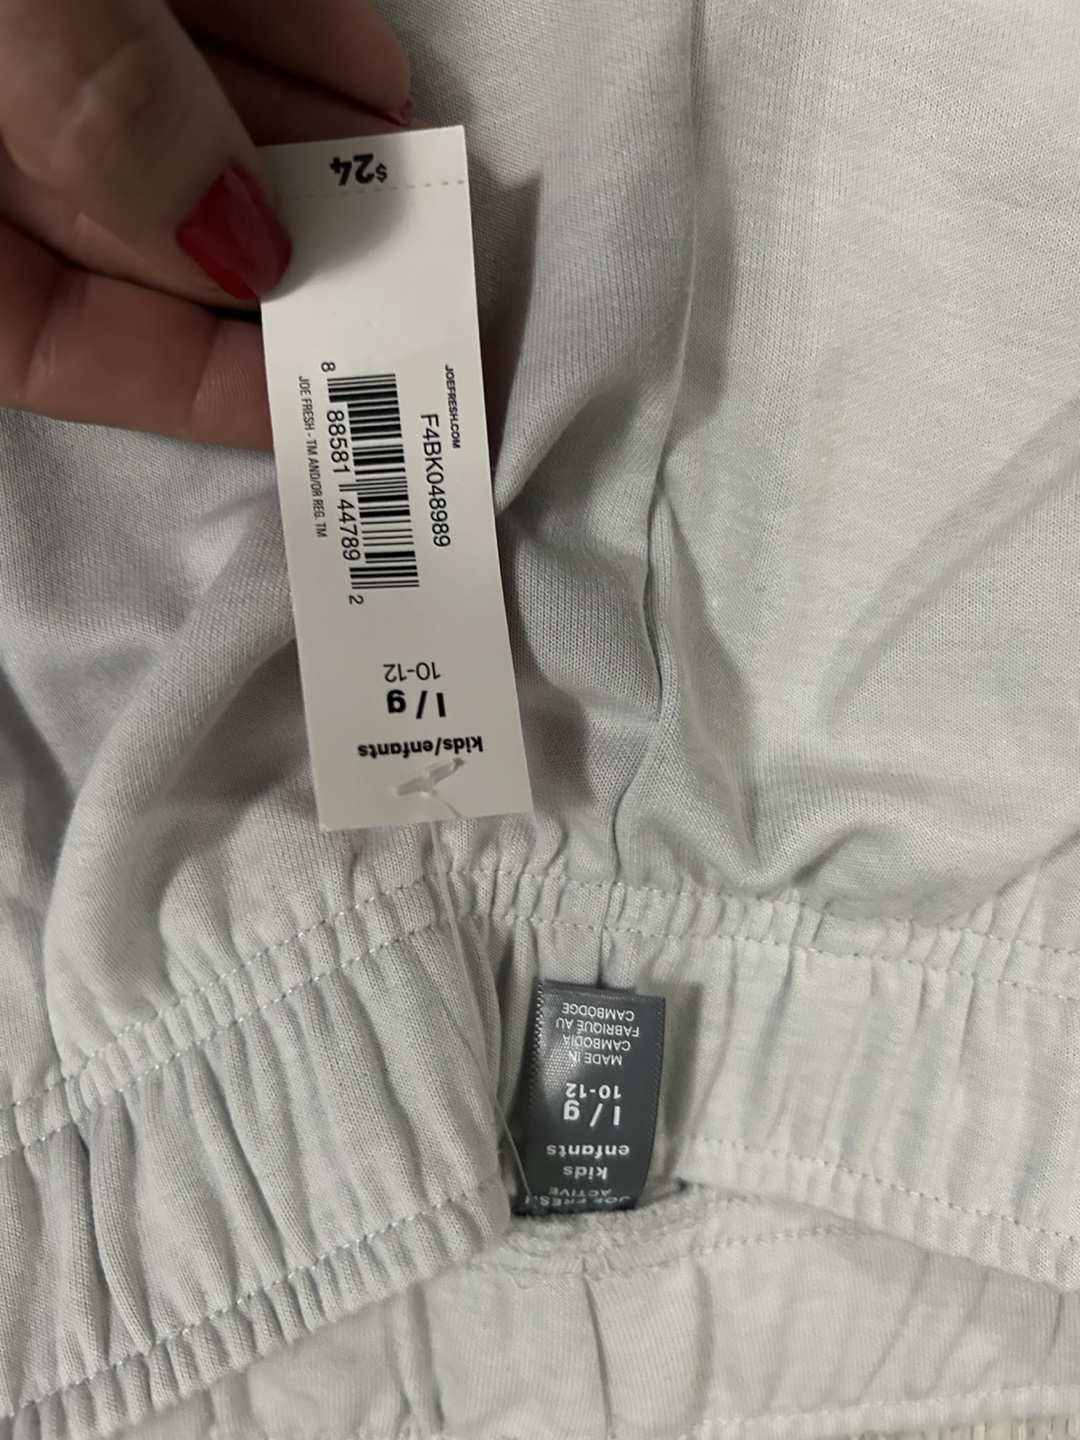 $24
JOEFRESH.COM
F4BK048989
8 88581 44789 2
JOE FRESH - TM AND/OR REG. TM
10-12
l/g
kids/enfants
JOE FRESH
ACTIVE
kids
enfants
l/g
10-12
MADE IN
CAMBODIA
FABRIQUÉ AU
CAMBODGE